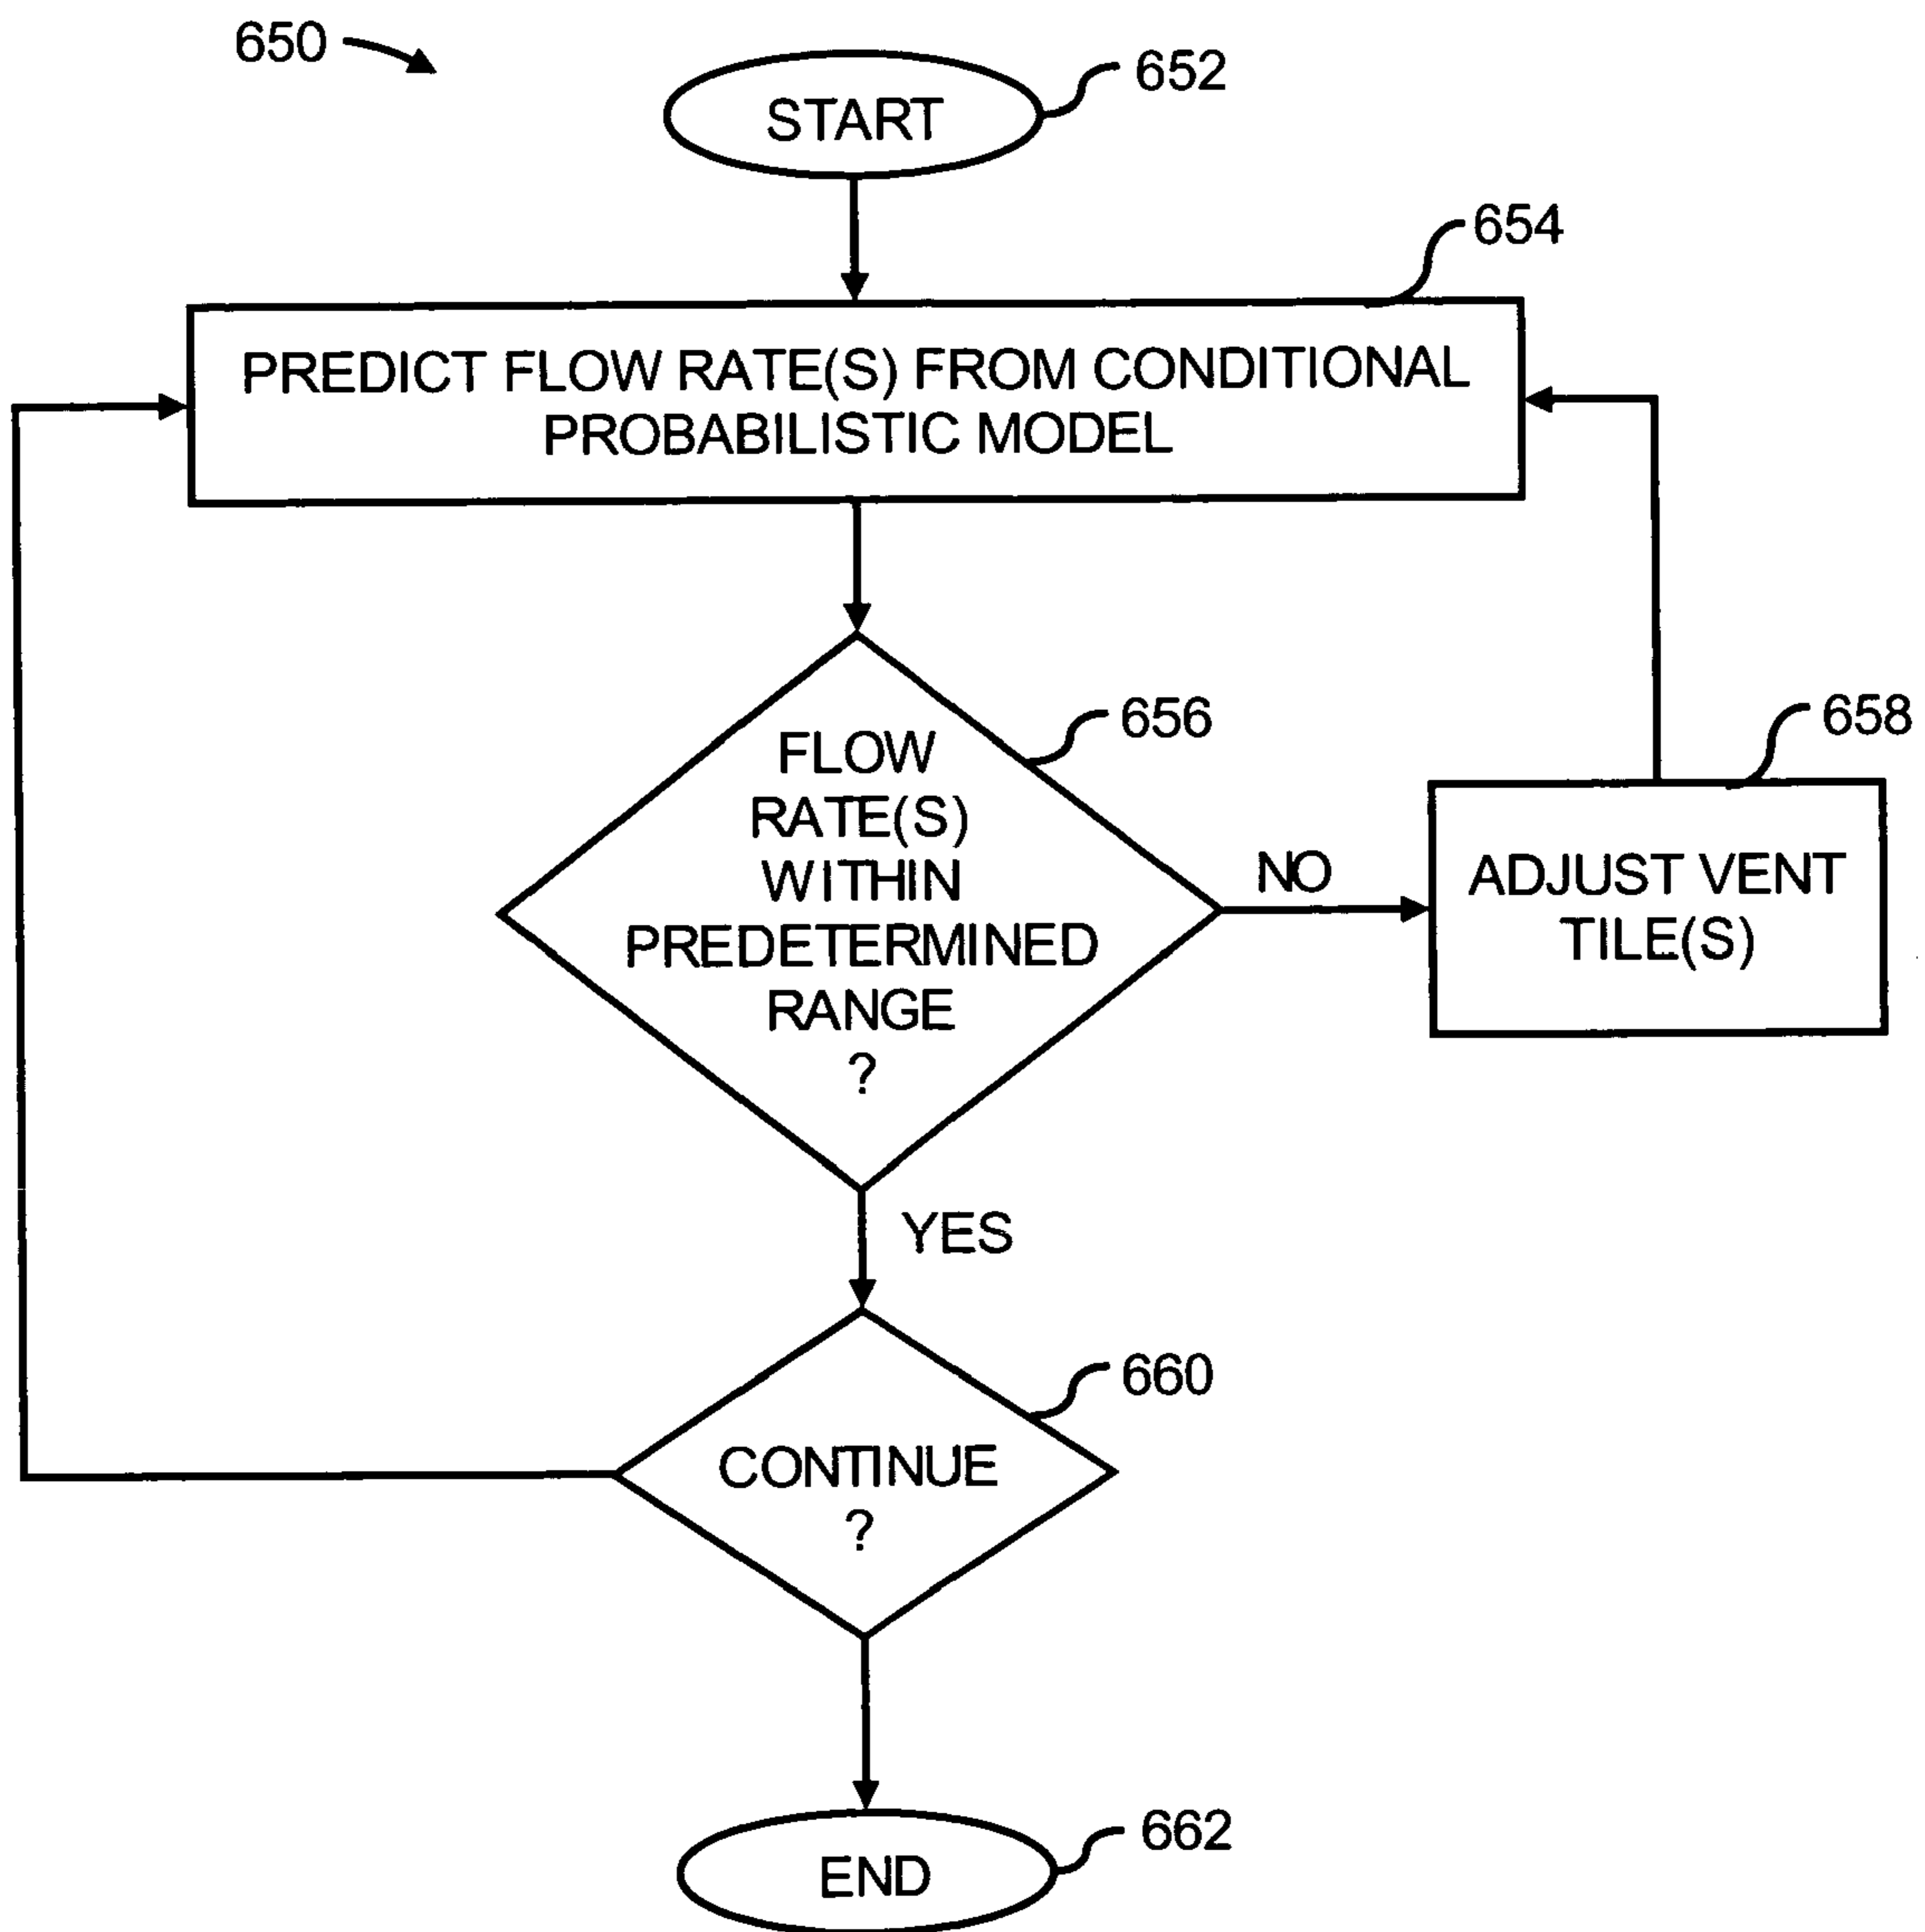 650
START
652
654
PREDICT FLOW RATE(S) FROM CONDITIONAL
PROBABILISTIC MODEL
FLOW
RATE(S)
WITHIN
PREDETERMINED
RANGE
?
656
NO
658
ADJUST VENT
TILE(S)
YES
660
CONTINUE
?
END
662